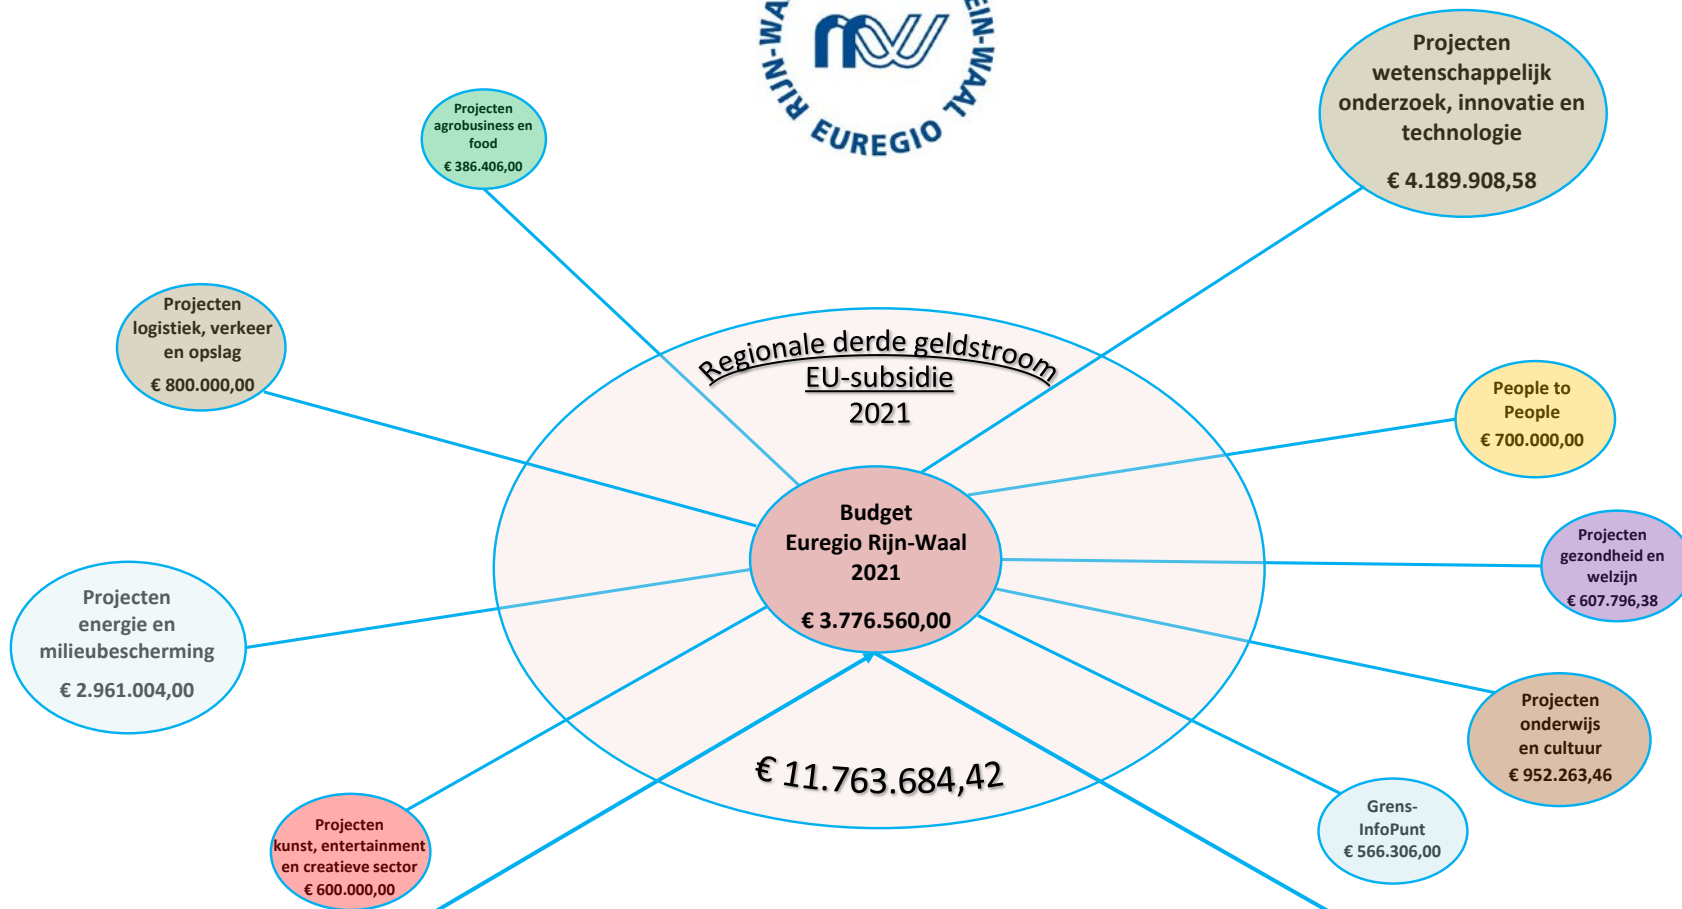 RIJN-WA
EUREGIO
EIN-WAAL
Projecten
wetenschappelijk
onderzoek, innovatie en
technologie
€ 4.189.908,58
Projecten
agrobusiness en
food
€ 386.406,00
Projecten
logistiek, verkeer
en opslag
€ 800.000,00
Regionale derde geldstroom
EU-subsidie
2021
People to
People
€ 700.000,00
Budget
Euregio Rijn-Waal
2021
€ 3.776.560,00
Projecten
gezondheid en
welzijn
€ 607.796,38
Projecten
energie en
milieubescherming
€ 2.961.004,00
Projecten
onderwijs
en cultuur
€ 952.263,46
€ 11.763.684,42
Grens-
InfoPunt
€ 566.306,00
Projecten
kunst, entertainment
en creatieve sector
€ 600.000,00